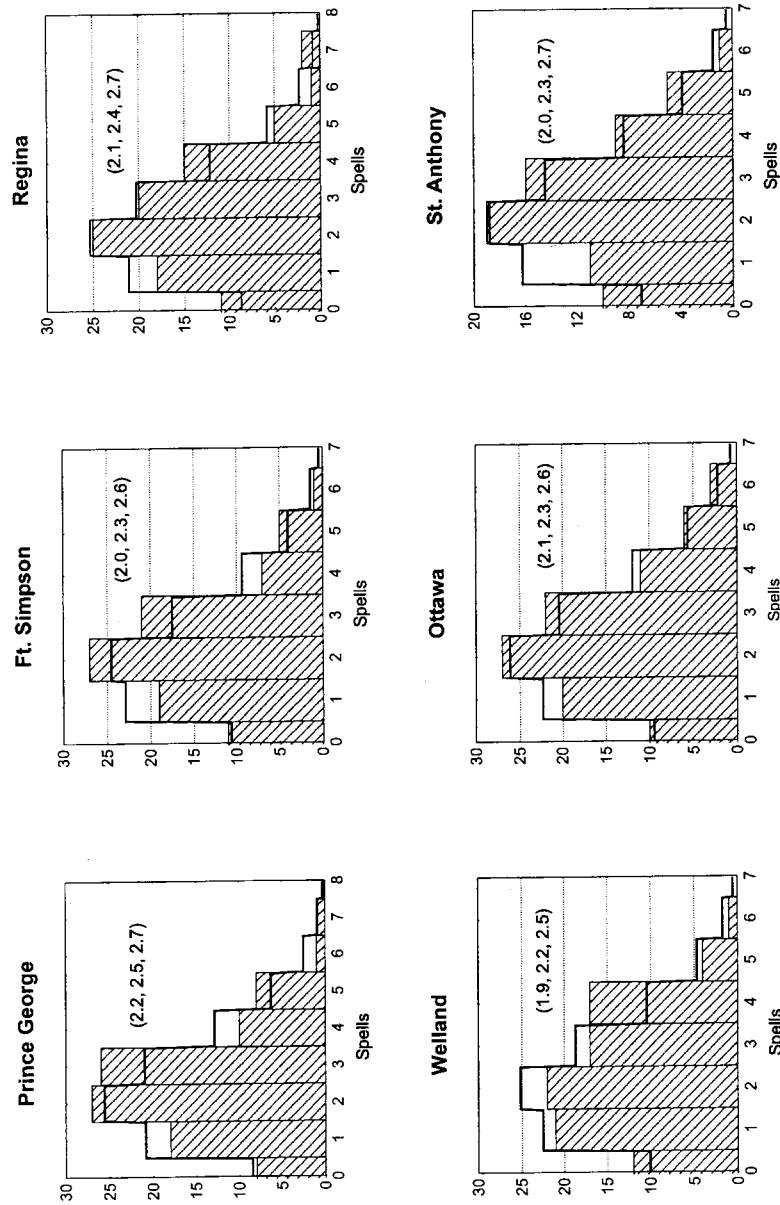 Prince George
30
25
20
15
10
5
0
(2.2, 2.5, 2.7)
0 1 2 3 4 5 6 7 8
Spells
Ft. Simpson
30
25
20
15
10
5
0
(2.0, 2.3, 2.6)
0 1 2 3 4 5 6 7
Spells
Regina
30
25
20
15
10
5
0
(2.1, 2.4, 2.7)
0 1 2 3 4 5 6 7 8
Spells
Welland
30
25
20
15
10
5
0
(1.9, 2.2, 2.5)
0 1 2 3 4 5 6 7
Spells
Ottawa
30
25
20
15
10
5
0
(2.1, 2.3, 2.6)
0 1 2 3 4 5 6 7
Spells
St. Anthony
20
16
12
8
4
0
(2.0, 2.3, 2.7)
0 1 2 3 4 5 6 7
Spells